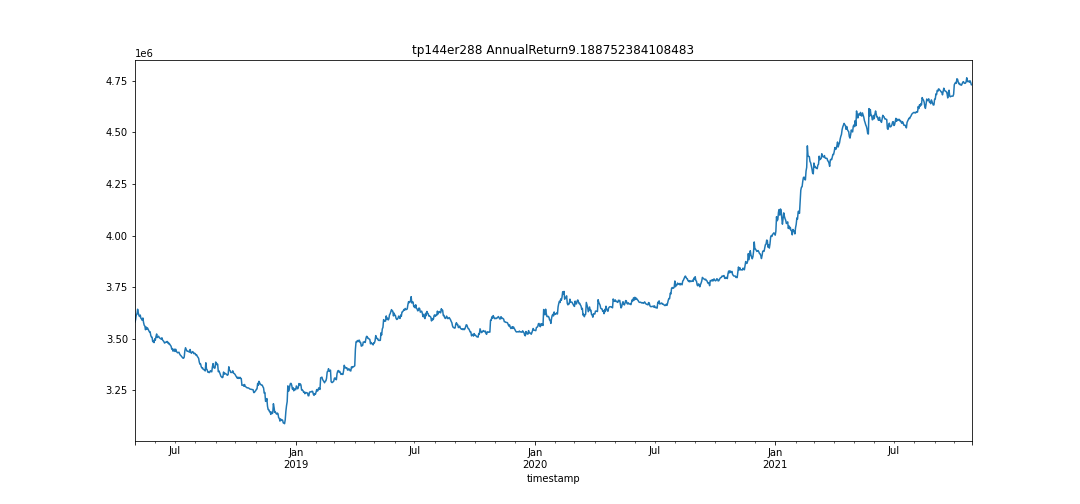 tp144er288 AnnualReturn9.188752384108483
1e6
4.75
4.50
4.25
4.00
3.75
3.50
3.25
Jul Jan Jul Jan Jul Jan Jul
2019 2020 2021
timestamp